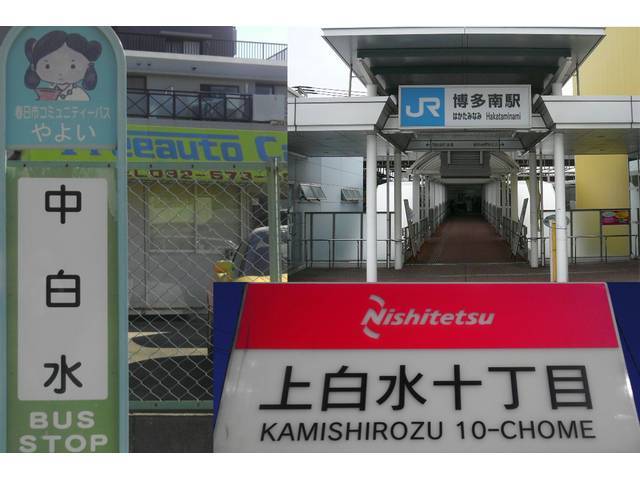 春日市コミュニティーバス
やよい
Freeauto Ca
中
白
水
BUS
STOP
JR 博多南駅
はかたみなみ Hakataminami
Nishitetsu
上白水十丁目
KAMISHIROZU 10-CHOME